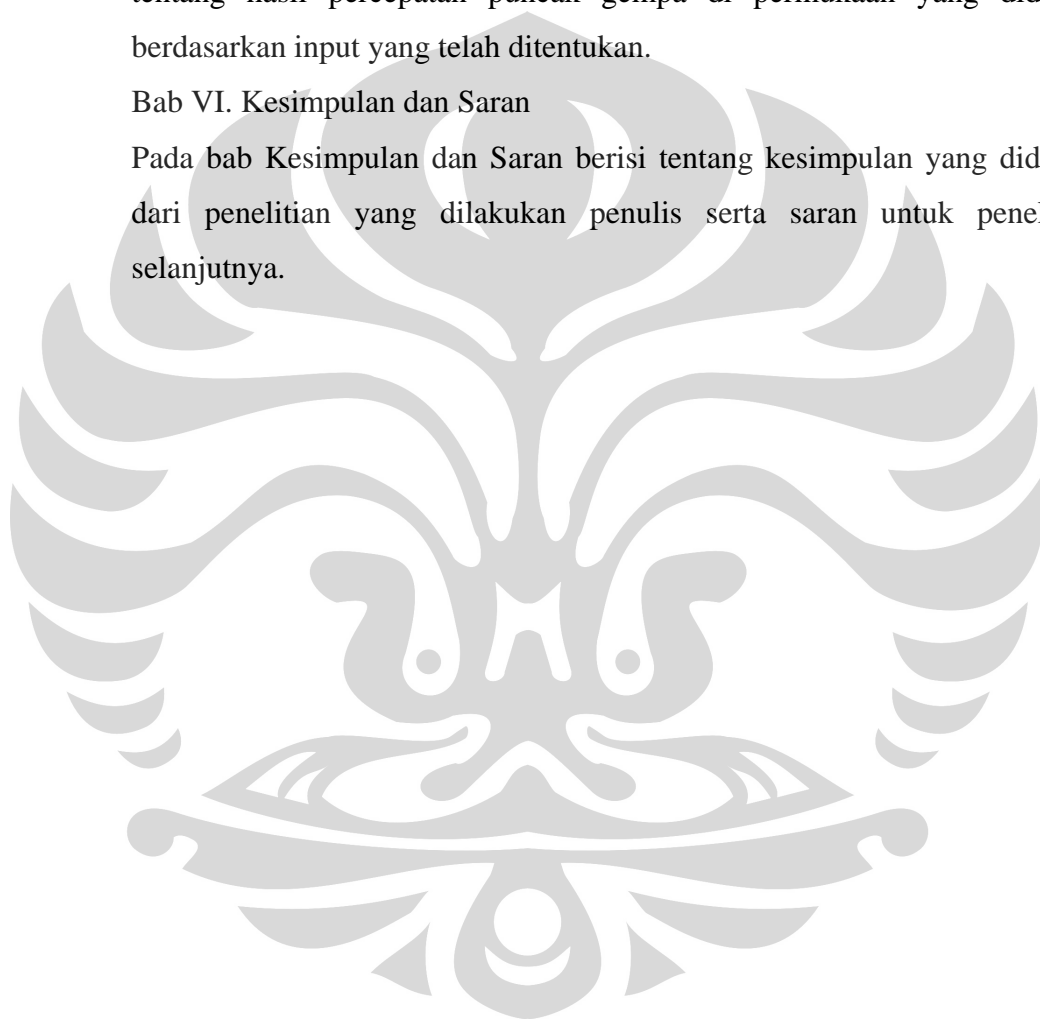 tentang hasil percepatan puncak gempa di permukaan yang did
berdasarkan input yang telah ditentukan.
Bab VI. Kesimpulan dan Saran
Pada bab Kesimpulan dan Saran berisi tentang kesimpulan yang did
dari penelitian yang dilakukan penulis serta saran untuk penel
selanjutnya.